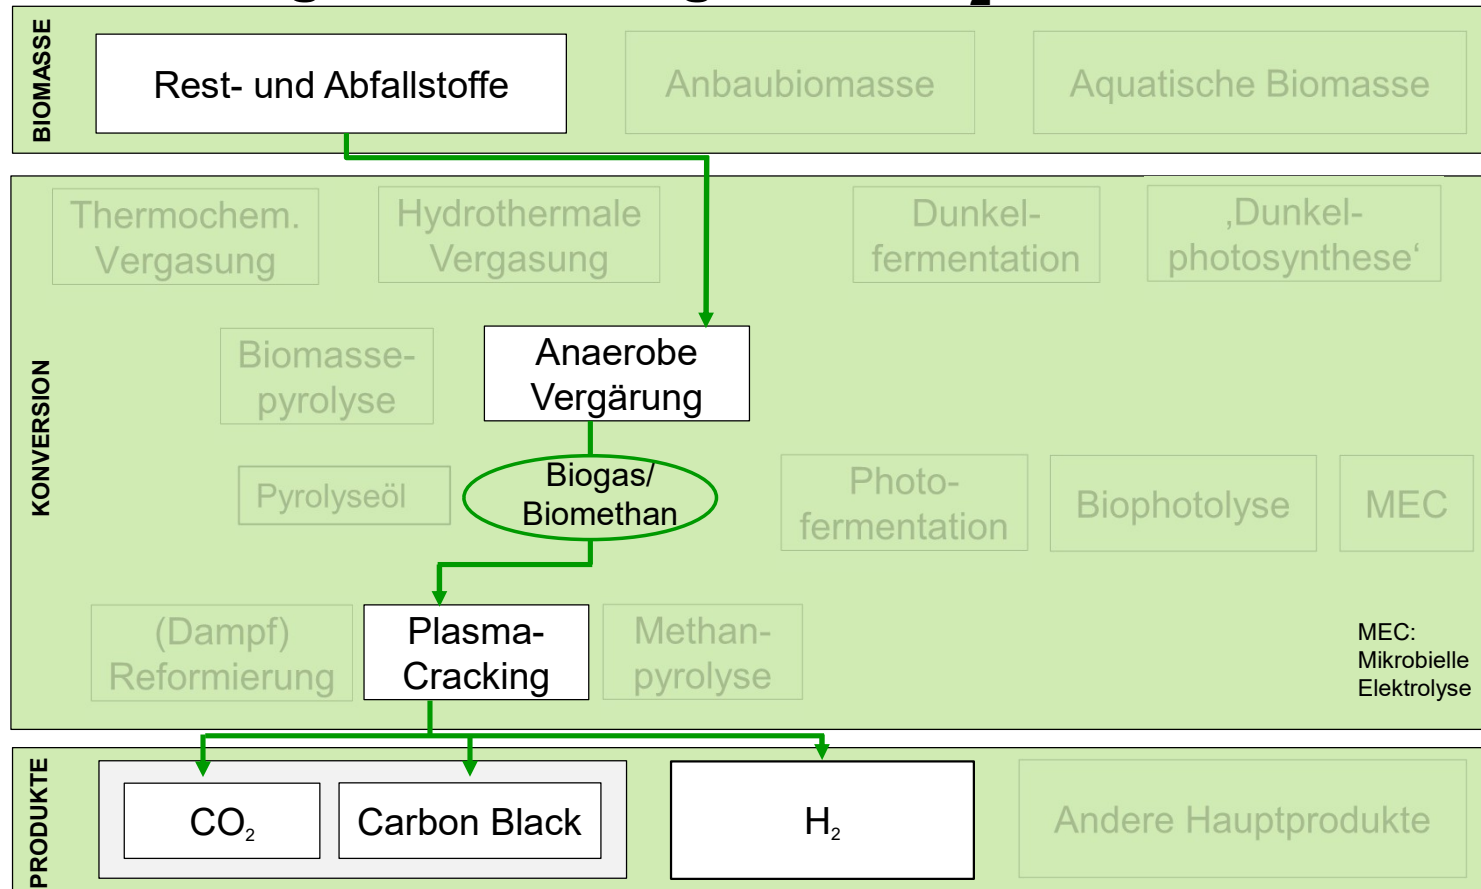 BIOMASSE
Rest- und Abfallstoffe
Anbaubiomasse
Aquatische Biomasse
KONVERSION
Thermochem.
Vergasung
Hydrothermale
Vergasung
Dunkel-
fermentation
‚Dunkel-
photosynthese‘
Biomasse-
pyrolyse
Anaerobe
Vergärung
Pyrolyseöl
Biogas/
Biomethan
Photo-
fermentation
Biophotolyse
MEC
(Dampf)
Reformierung
Plasma-
Cracking
Methan-
pyrolyse
MEC:
Mikrobielle
Elektrolyse
PRODUKTE
CO₂
Carbon Black
H₂
Andere Hauptprodukte